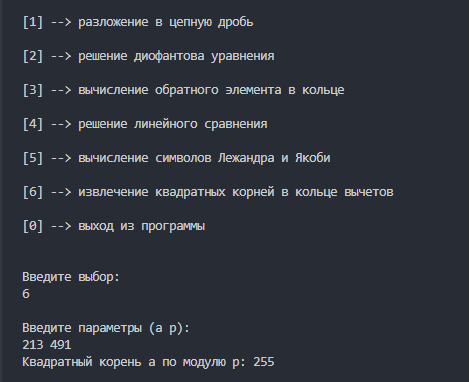 [1] --> разложение в цепную дробь
[2] --> решение диофантова уравнения
[3] --> вычисление обратного элемента в кольце
[4] --> решение линейного сравнения
[5] --> вычисление символов Лежандра и Якоби
[6] --> извлечение квадратных корней в кольце вычетов
[0] --> выход из программы
Введите выбор:
6
Введите параметры (a p):
213 491
Квадратный корень a по модулю p: 255